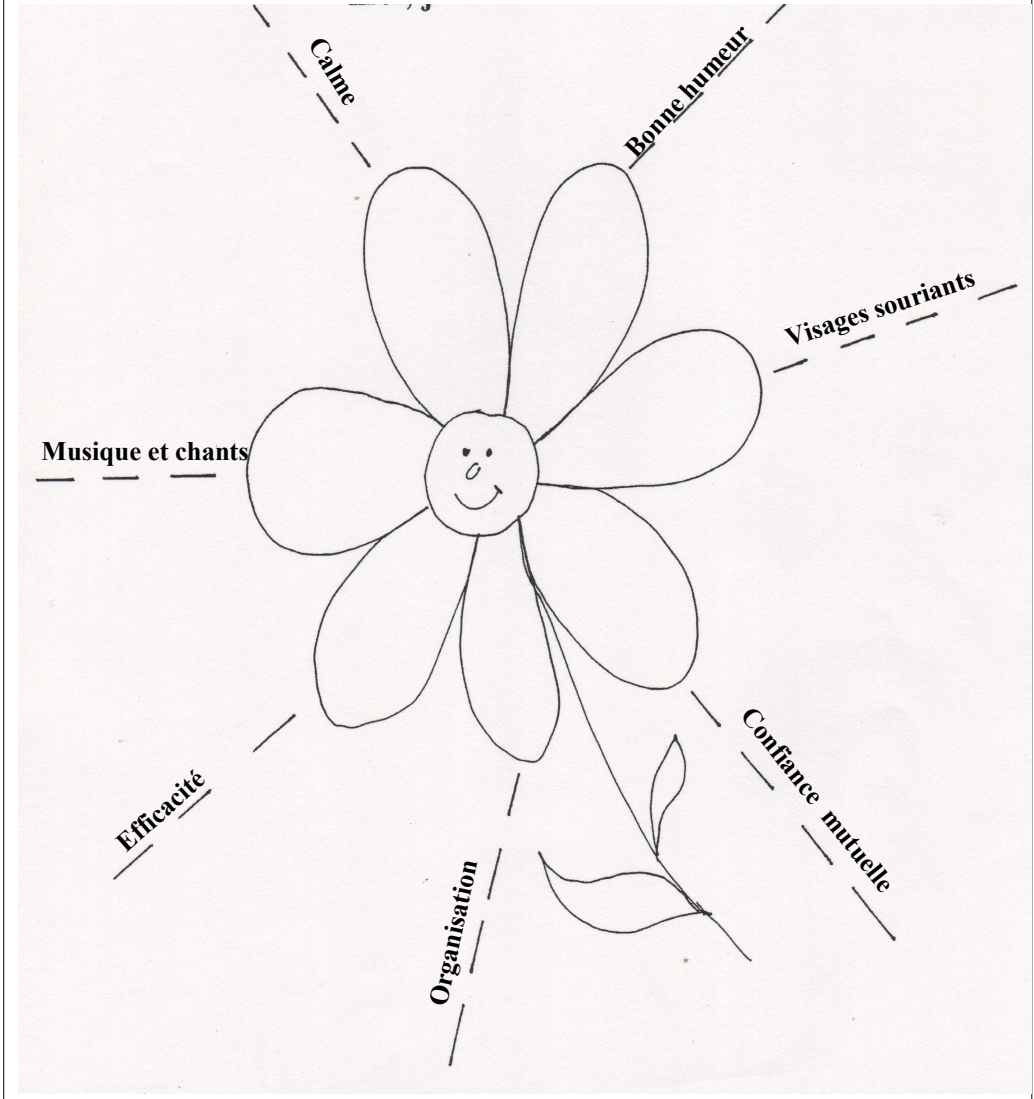 Calme
Bonne humeur
Visages souriants
Musique et chants
Confiance mutuelle
Efficacité
Organisation